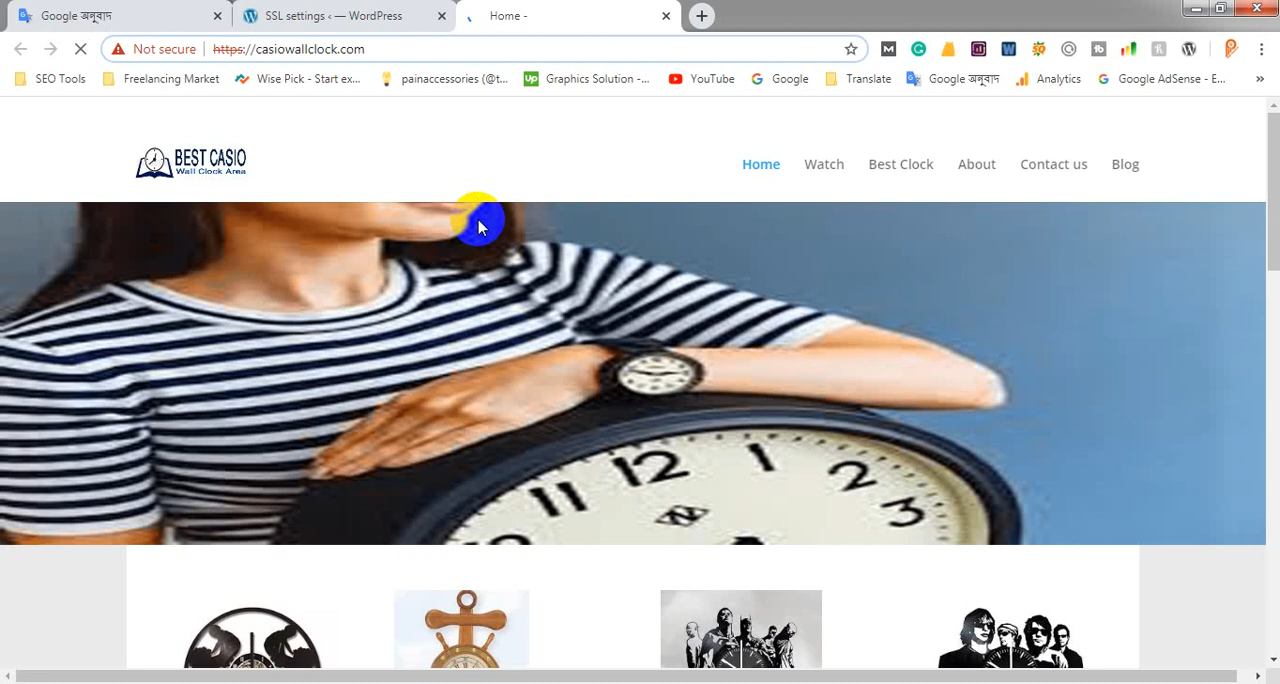 Google অনুবাদ
SSL settings ‹ — WordPress
Home -
Not secure
https://casiowallclock.com
SEO Tools
Freelancing Market
Wise Pick - Start ex...
painaccessories (@t...
Up
Graphics Solution -...
YouTube
Google
Translate
Google অনুবাদ
Analytics
Google AdSense - E...
BEST CASIO
Wall Clock Area
Home
Watch
Best Clock
About
Contact us
Blog
11
12
1
2
3